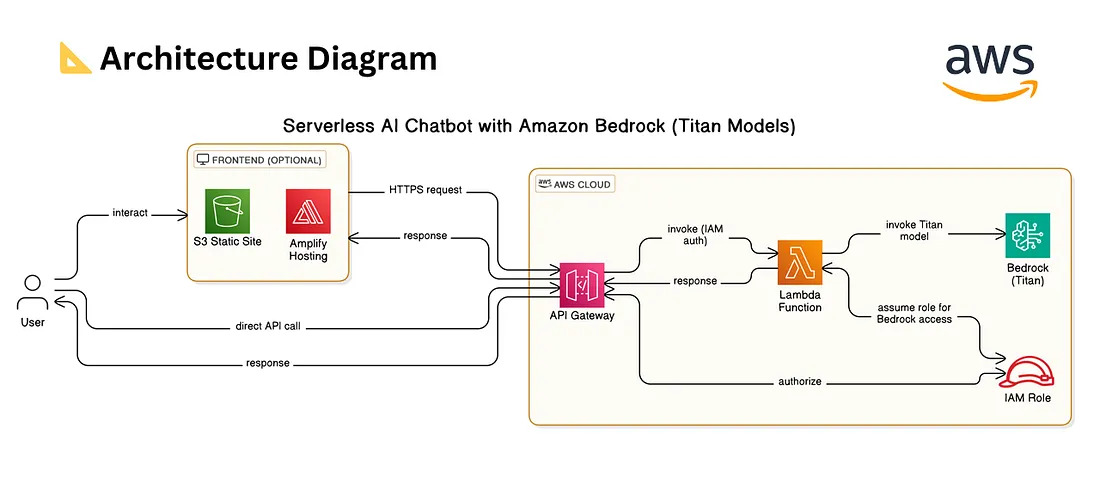 Architecture Diagram
aws
Serverless AI Chatbot with Amazon Bedrock (Titan Models)
FRONTEND (OPTIONAL)
S3 Static Site
Amplify
Hosting
interact
HTTPS request
response
User
direct API call
response
aws AWS CLOUD
API Gateway
invoke (IAM
auth)
response
Lambda
Function
invoke Titan
model
Bedrock
(Titan)
assume role for
Bedrock access
authorize
IAM Role